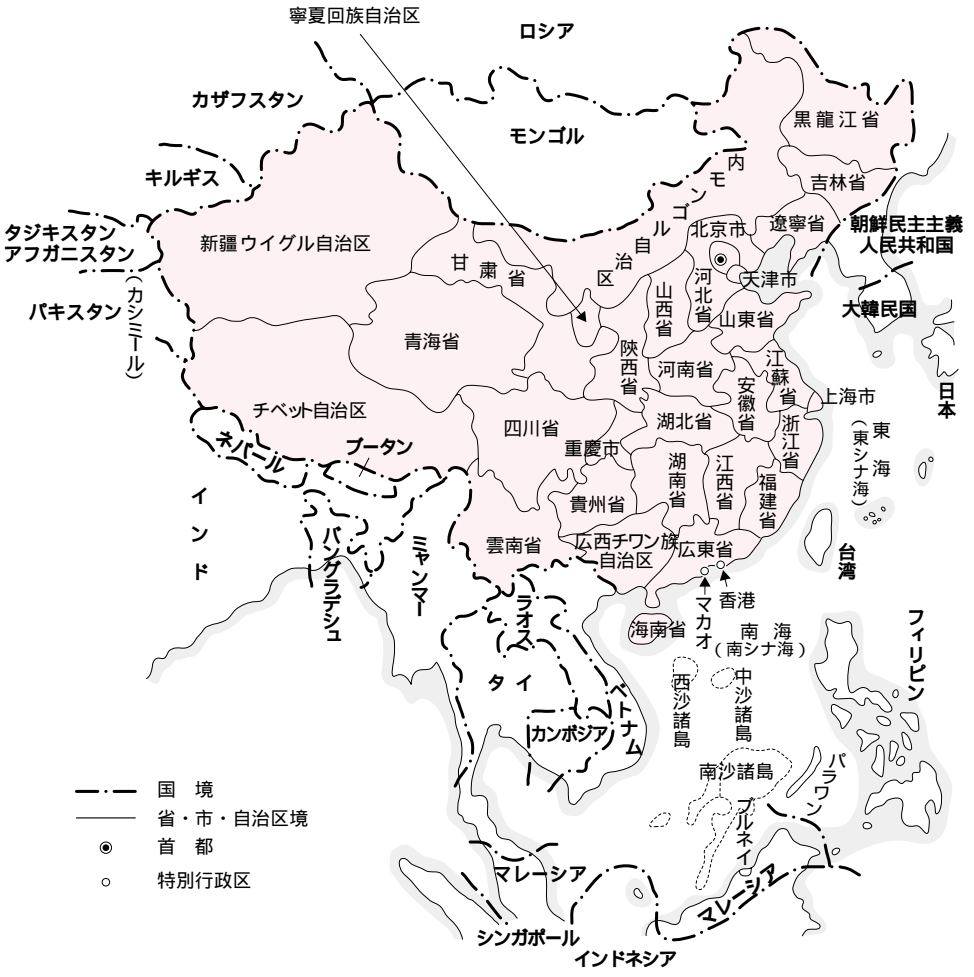 寧夏回族自治区
ロシア
カザフスタン
モンゴル
黒龍江省
内モンゴル自治区
吉林省
キルギス
タジキスタン
アフガニスタン
新疆ウイグル自治区
甘粛省
北京市
遼寧省
朝鮮民主主義
人民共和国
天津市
パキスタン
(カシミール)
青海省
山西省
河北省
山東省
大韓民国
陝西省
河南省
江蘇省
安徽省
上海市
日本
チベット自治区
四川省
重慶市
湖北省
浙江省
東海
(東シナ海)
ネパール
ブータン
湖南省
江西省
福建省
貴州省
インド
バングラデシュ
ミャンマー
雲南省
広西チワン族
自治区
広東省
台湾
香港
マカオ
ラオス
海南省
南海
(南シナ海)
フィリピン
タイ
ベトナム
西沙諸島
中沙諸島
カンボジア
南沙諸島
パラワン
ブルネイ
国境
省・市・自治区境
首都
特別行政区
マレーシア
マレーシア
シンガポール
インドネシア